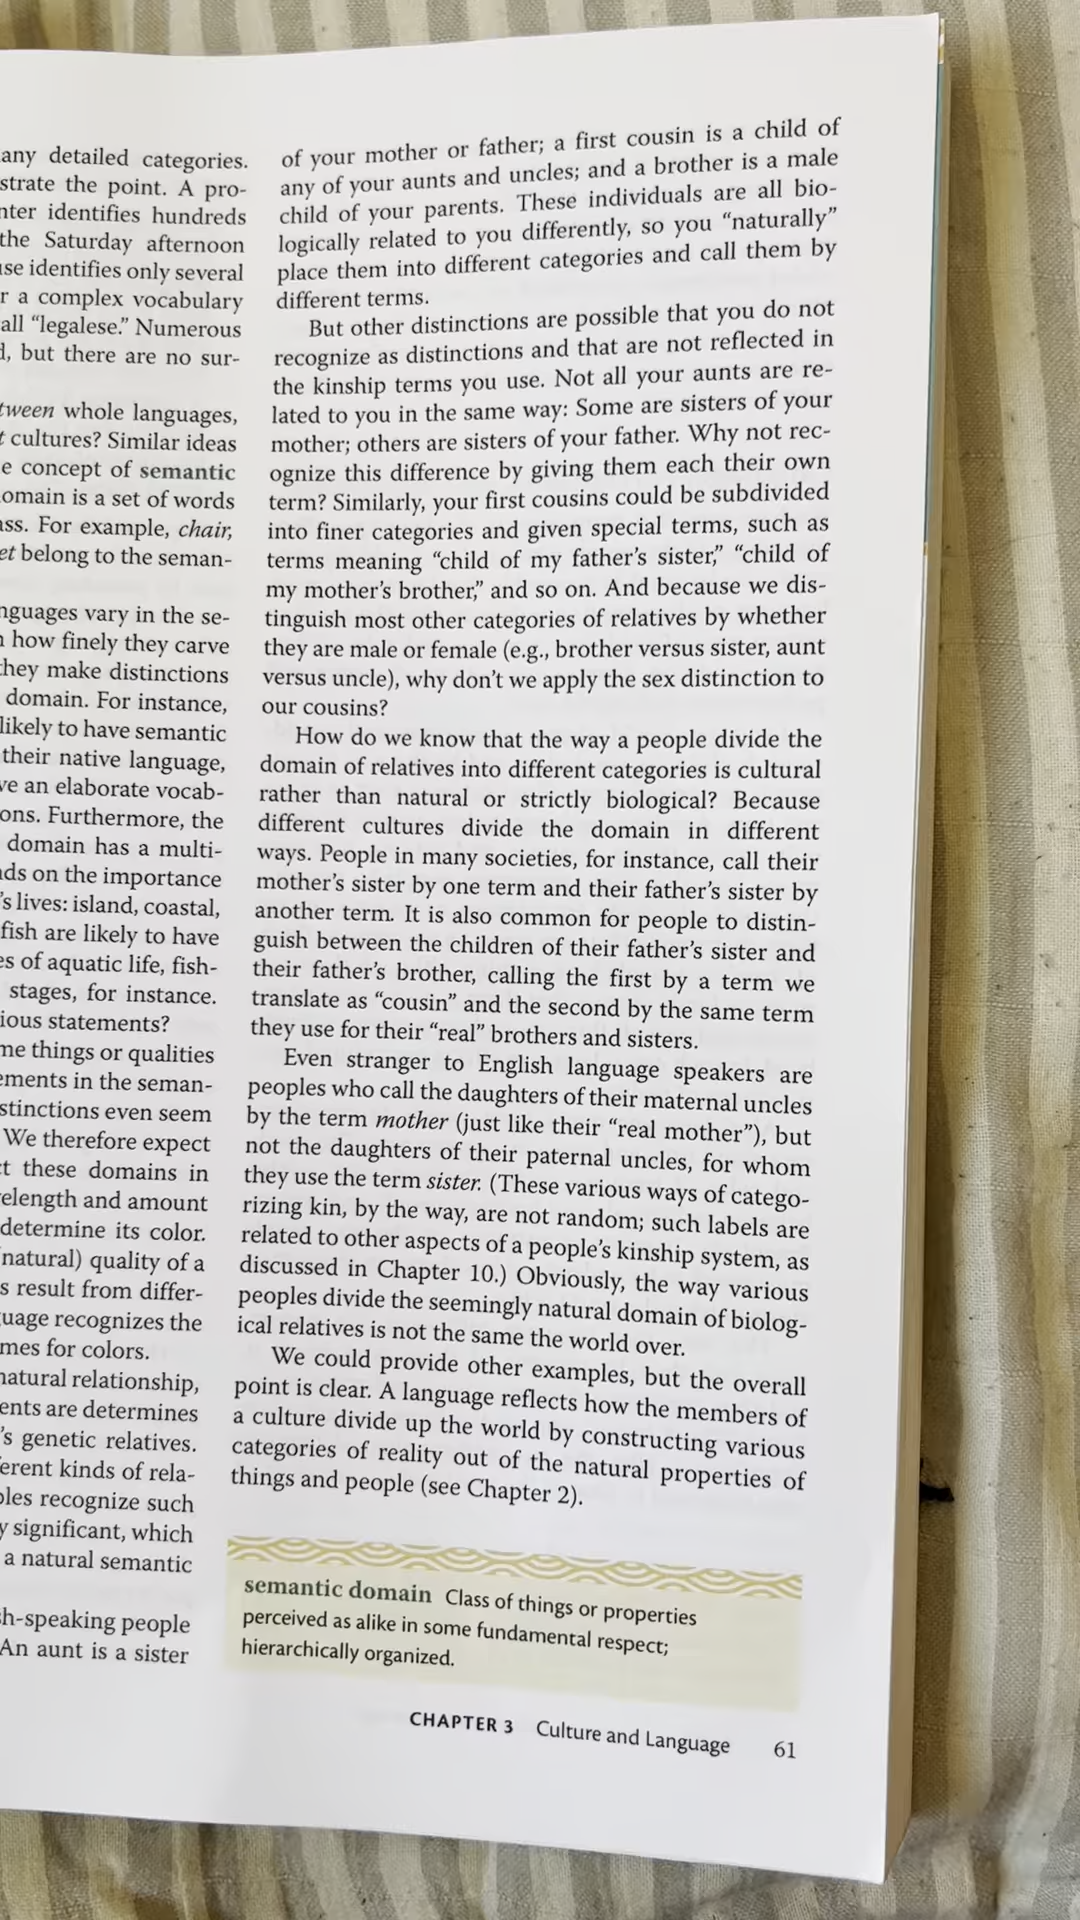 any detailed categories.
strate the point. A pro-
nter identifies hundreds
the Saturday afternoon
use identifies only several
r a complex vocabulary
all “legalese.” Numerous
d, but there are no sur-
tween whole languages,
t cultures? Similar ideas
e concept of semantic
omain is a set of words
ass. For example, chair,
et belong to the seman-
nguages vary in the se-
n how finely they carve
they make distinctions
domain. For instance,
likely to have semantic
their native language,
ve an elaborate vocab-
ons. Furthermore, the
domain has a multi-
nds on the importance
’s lives: island, coastal,
fish are likely to have
es of aquatic life, fish-
stages, for instance.
ious statements?
me things or qualities
ements in the seman-
stinctions even seem
We therefore expect
ct these domains in
elength and amount
determine its color.
natural) quality of a
s result from differ-
guage recognizes the
mes for colors.
natural relationship,
ents are determines
’s genetic relatives.
erent kinds of rela-
ples recognize such
y significant, which
a natural semantic
sh-speaking people
An aunt is a sister
of your mother or father; a first cousin is a child of
any of your aunts and uncles; and a brother is a male
child of your parents. These individuals are all bio-
logically related to you differently, so you “naturally”
place them into different categories and call them by
different terms.
But other distinctions are possible that you do not
recognize as distinctions and that are not reflected in
the kinship terms you use. Not all your aunts are re-
lated to you in the same way: Some are sisters of your
mother; others are sisters of your father. Why not rec-
ognize this difference by giving them each their own
term? Similarly, your first cousins could be subdivided
into finer categories and given special terms, such as
terms meaning “child of my father’s sister,” “child of
my mother’s brother,” and so on. And because we dis-
tinguish most other categories of relatives by whether
they are male or female (e.g., brother versus sister, aunt
versus uncle), why don’t we apply the sex distinction to
our cousins?
How do we know that the way a people divide the
domain of relatives into different categories is cultural
rather than natural or strictly biological? Because
different cultures divide the domain in different
ways. People in many societies, for instance, call their
mother’s sister by one term and their father’s sister by
another term. It is also common for people to distin-
guish between the children of their father’s sister and
their father’s brother, calling the first by a term we
translate as “cousin” and the second by the same term
they use for their “real” brothers and sisters.
Even stranger to English language speakers are
peoples who call the daughters of their maternal uncles
by the term mother (just like their “real mother”), but
not the daughters of their paternal uncles, for whom
they use the term sister. (These various ways of catego-
rizing kin, by the way, are not random; such labels are
related to other aspects of a people’s kinship system, as
discussed in Chapter 10.) Obviously, the way various
peoples divide the seemingly natural domain of biolog-
ical relatives is not the same the world over.
We could provide other examples, but the overall
point is clear. A language reflects how the members of
a culture divide up the world by constructing various
categories of reality out of the natural properties of
things and people (see Chapter 2).
semantic domain Class of things or properties
perceived as alike in some fundamental respect;
hierarchically organized.
CHAPTER 3 Culture and Language 61